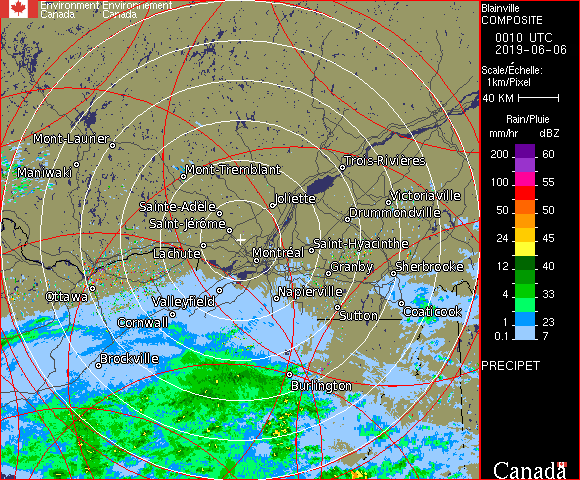 Environment Environnement
Canada Canada
Blainville
COMPOSITE
0010 UTC
2019-06-06
Scale/Échelle:
1km/Pixel
40 KM
Rain/Pluie
mm/hr dBZ
200 60
100 55
50 50
24 45
12 40
4 33
1 23
0.1 7
PRECIPET
Mont-Laurier
Maniwaki
Mont-Tremblant
Trois-Rivières
Sainte-Adèle
Joliette
Victoriaville
Saint-Jérôme
Drummondville
Lachute
Montréal
Saint-Hyacinthe
Granby
Sherbrooke
Ottawa
Valleyfield
Napierville
Cornwall
Sutton
Coaticook
Brockville
Burlington
Canada